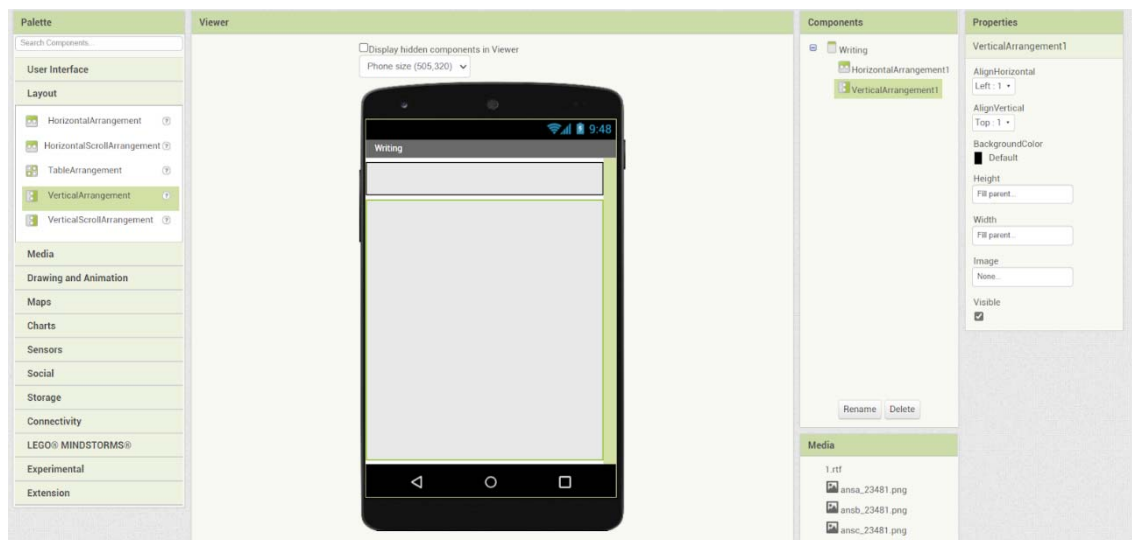 Palette
Search Components...
User Interface
Layout
HorizontalArrangement ?
HorizontalScrollArrangement ?
TableArrangement ?
VerticalArrangement ?
VerticalScrollArrangement ?
Media
Drawing and Animation
Maps
Charts
Sensors
Social
Storage
Connectivity
LEGO® MINDSTORMS®
Experimental
Extension
Viewer
Display hidden components in Viewer
Phone size (505,320)
9:48
Writing
Components
Writing
HorizontalArrangement1
VerticalArrangement1
Rename Delete
Media
1.rtf
ansa_23481.png
ansb_23481.png
ansc_23481.png
Properties
VerticalArrangement1
AlignHorizontal
Left : 1
AlignVertical
Top : 1
BackgroundColor
Default
Height
Fill parent...
Width
Fill parent...
Image
None...
Visible